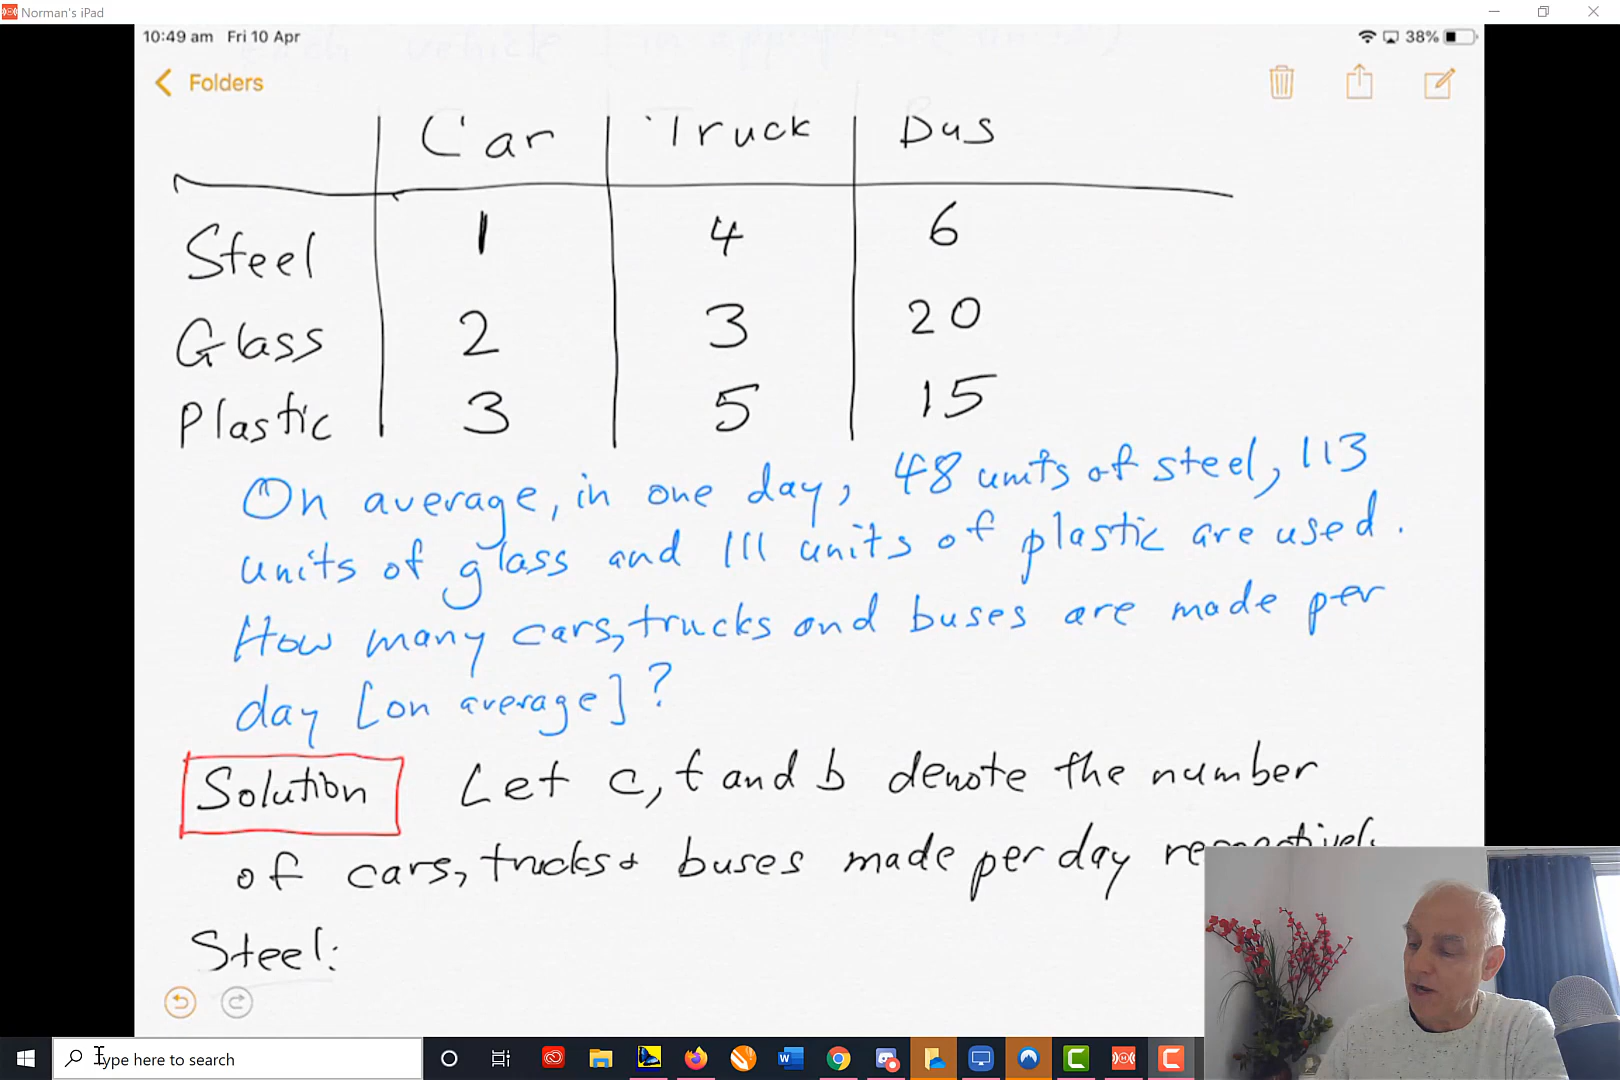 Norman's iPad
10:49 am Fri 10 Apr 38%
Folders
Car Truck Bus
Steel 1 4 6
Glass 2 3 20
Plastic 3 5 15
On average, in one day, 48 units of steel, 113
units of glass and 111 units of plastic are used.
How many cars, trucks and buses are made per
day [on average]?
Solution Let c, t and b denote the number
of cars, trucks + buses made per day respectively
Steel:
Type here to search